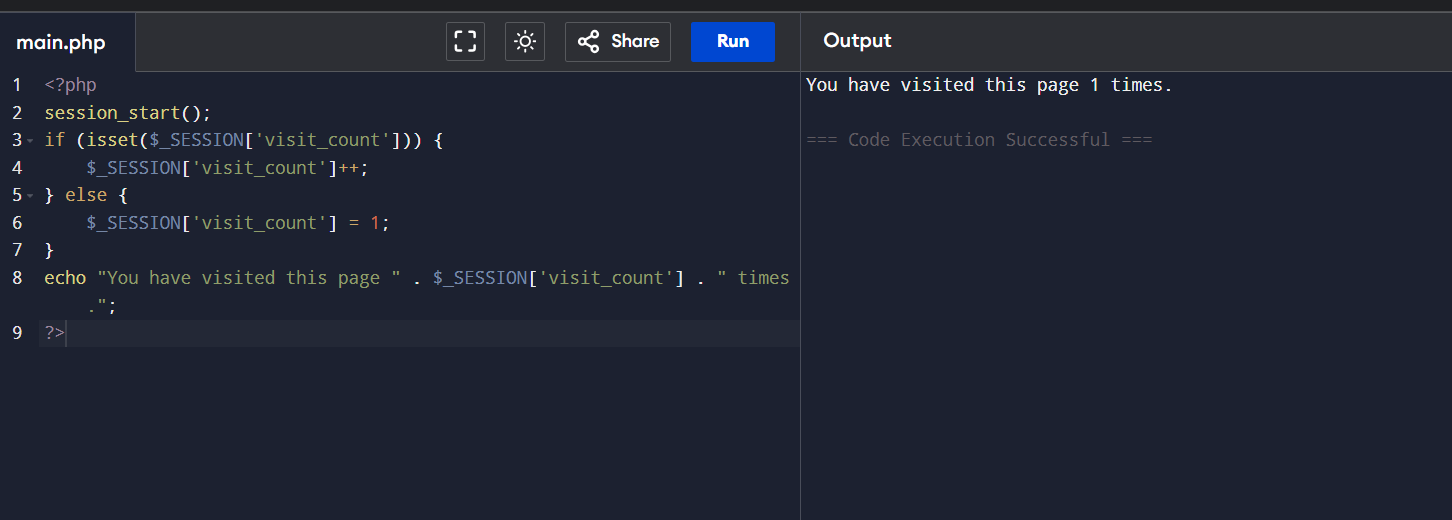 main.php
Share
Run
Output
1 <?php
2 session_start();
3 if (isset($_SESSION['visit_count'])) {
4     $_SESSION['visit_count']++;
5 } else {
6     $_SESSION['visit_count'] = 1;
7 }
8 echo "You have visited this page " . $_SESSION['visit_count'] . " times
    .";
9 ?>
You have visited this page 1 times.
=== Code Execution Successful ===